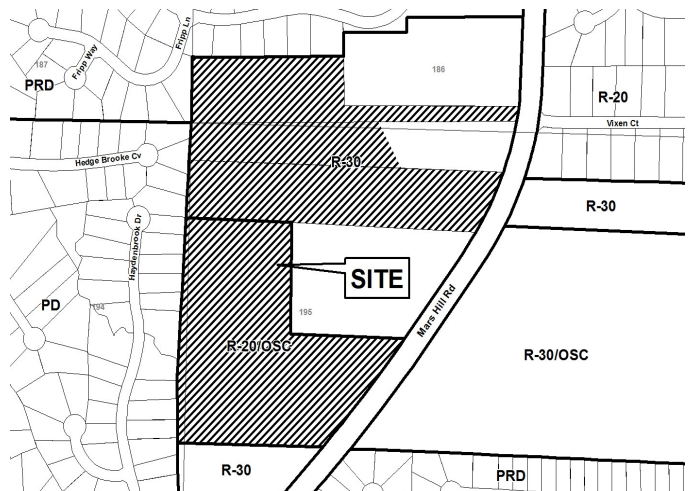 Fripp Ln
187
Fripp Way
PRD
186
R-20
Vixen Ct
Hedge Brooke Cv
R-30
R-30
Haydenbrook Dr
SITE
PD
194
195
Mars Hill Rd
R-20/OSC
R-30/OSC
R-30
PRD